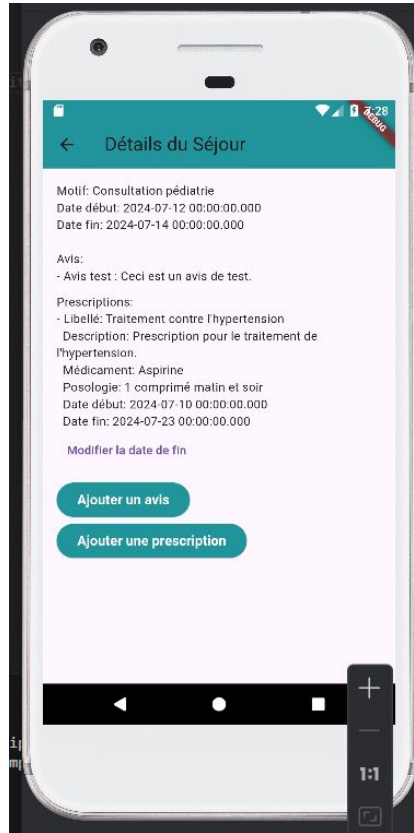 7:28
DEBUG
Détails du Séjour
Motif: Consultation pédiatrie
Date début: 2024-07-12 00:00:00.000
Date fin: 2024-07-14 00:00:00.000
Avis:
- Avis test : Ceci est un avis de test.
Prescriptions:
- Libellé: Traitement contre l'hypertension
Description: Prescription pour le traitement de
l'hypertension.
Médicament: Aspirine
Posologie: 1 comprimé matin et soir
Date début: 2024-07-10 00:00:00.000
Date fin: 2024-07-23 00:00:00.000
Modifier la date de fin
Ajouter un avis
Ajouter une prescription
1:1